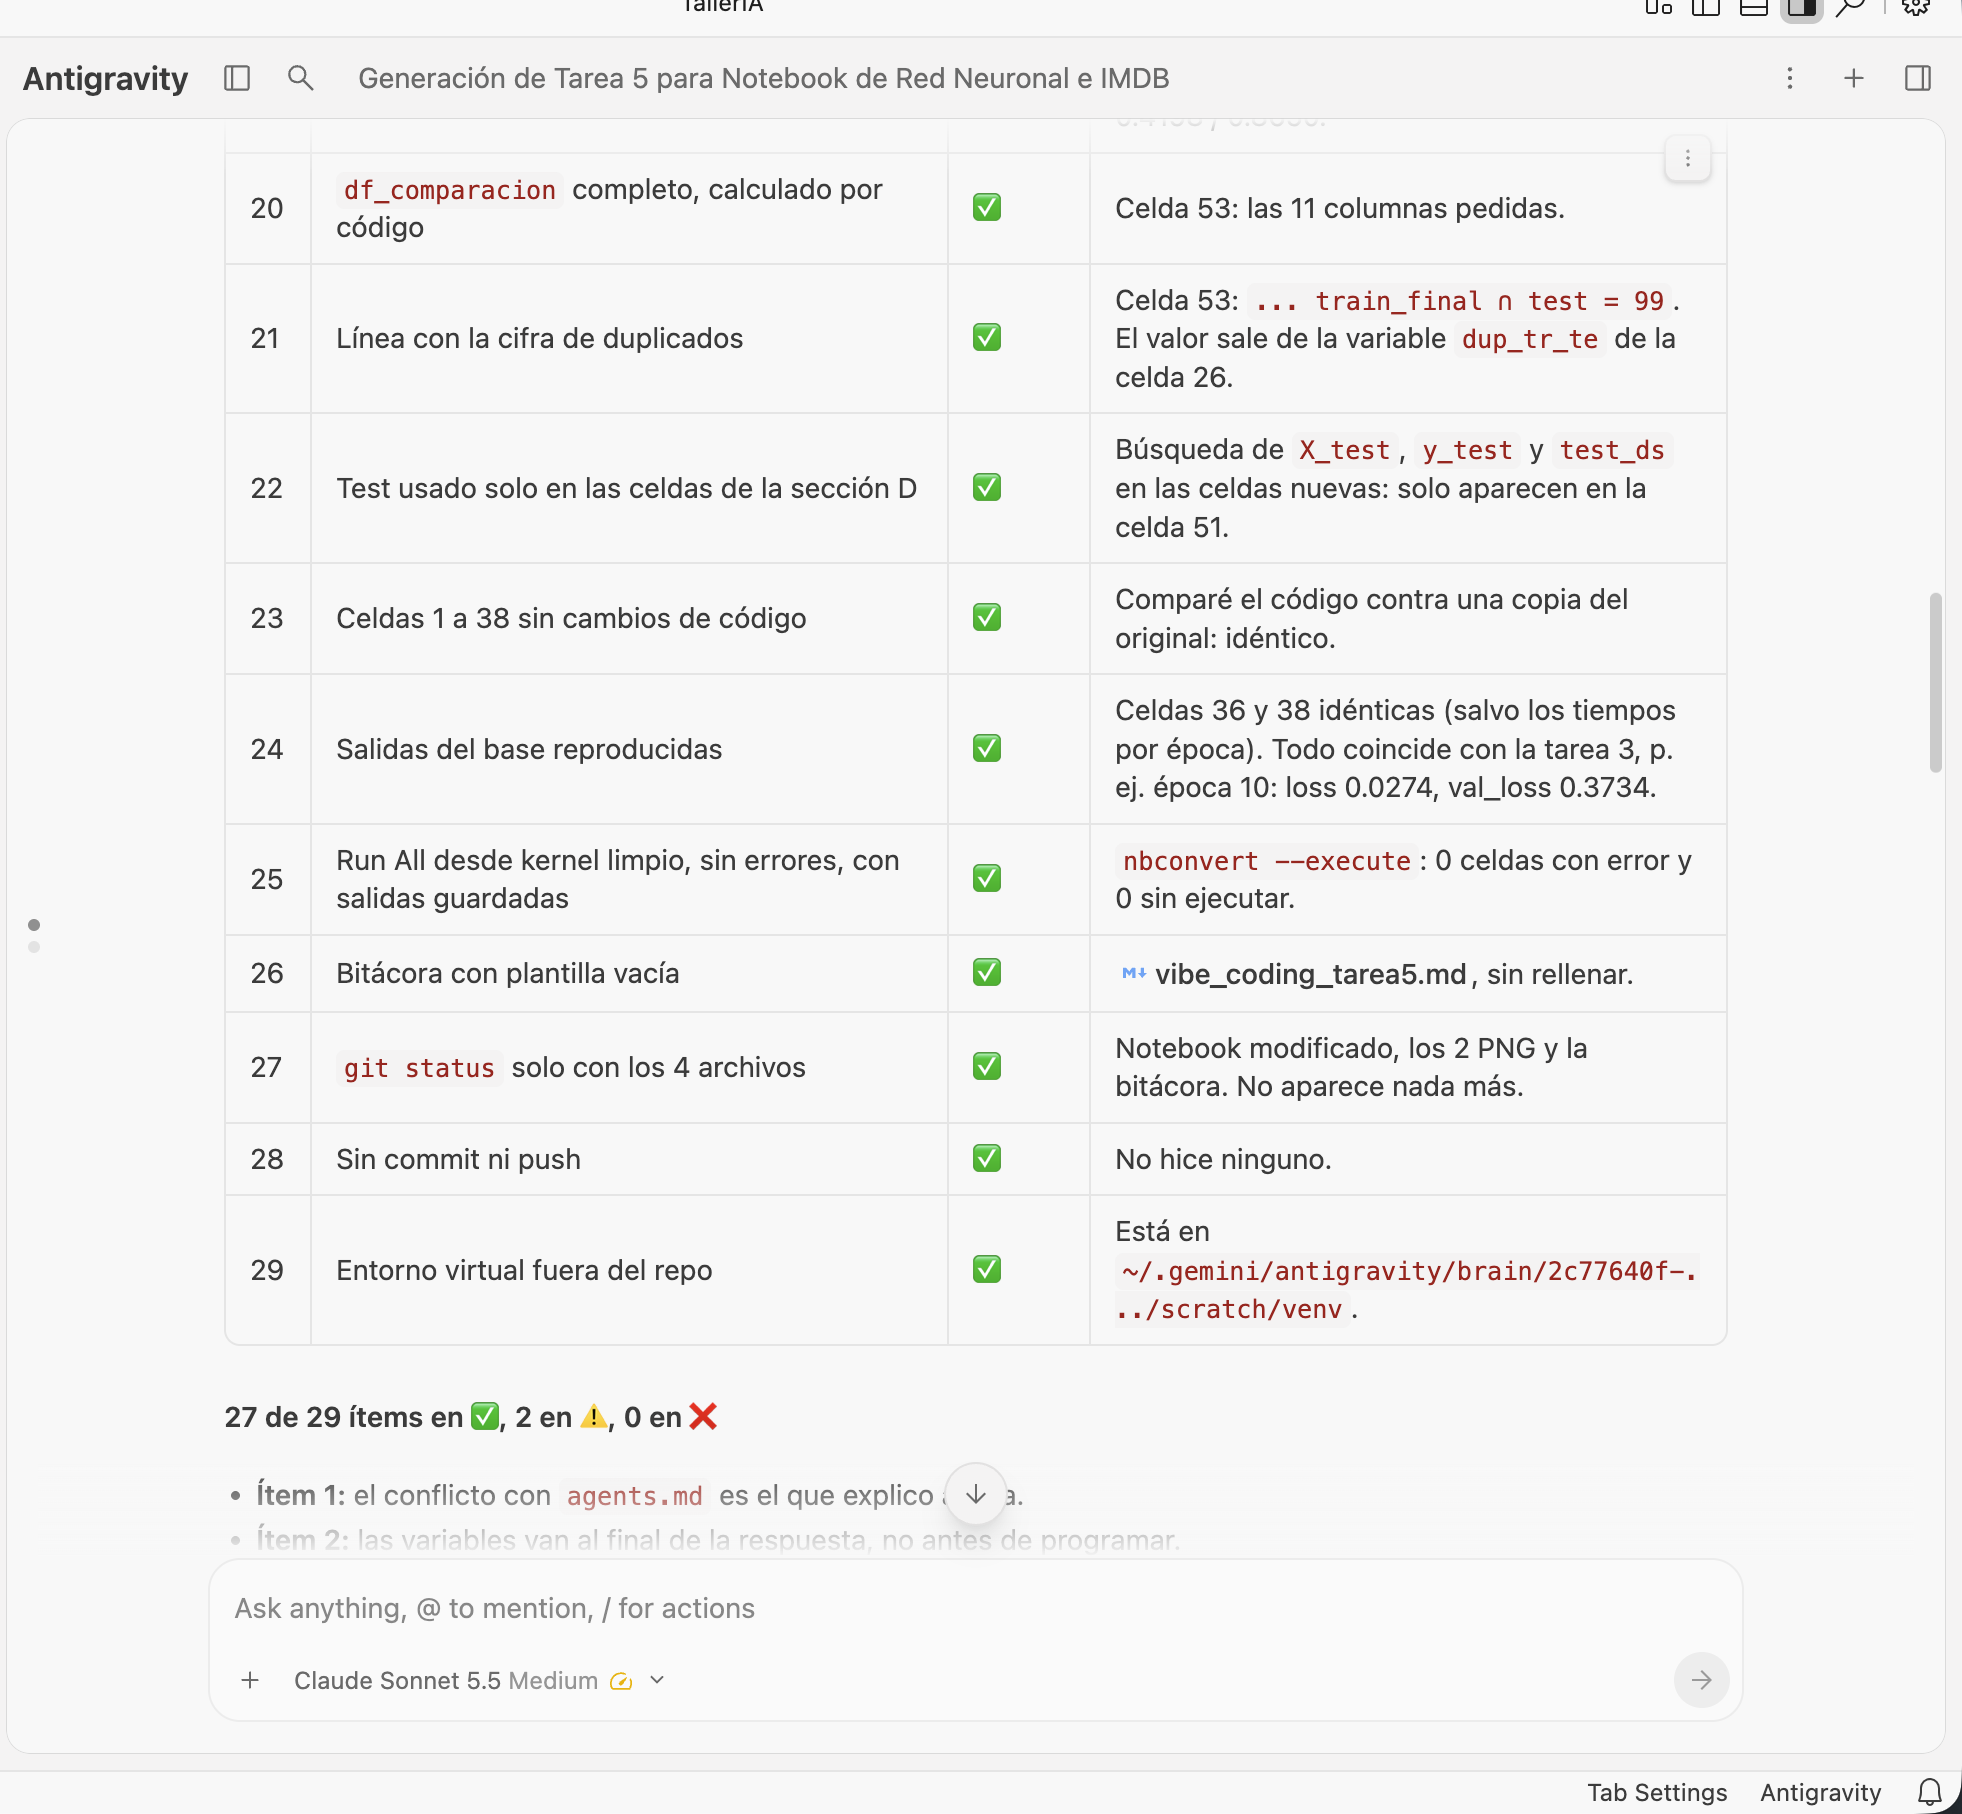 TallerIA
Antigravity
Generación de Tarea 5 para Notebook de Red Neuronal e IMDB
20
df_comparacion completo, calculado por
código
✅
Celda 53: las 11 columnas pedidas.
21
Línea con la cifra de duplicados
✅
Celda 53: ... train_final ∩ test = 99.
El valor sale de la variable dup_tr_te de la
celda 26.
22
Test usado solo en las celdas de la sección D
✅
Búsqueda de X_test, y_test y test_ds
en las celdas nuevas: solo aparecen en la
celda 51.
23
Celdas 1 a 38 sin cambios de código
✅
Comparé el código contra una copia del
original: idéntico.
24
Salidas del base reproducidas
✅
Celdas 36 y 38 idénticas (salvo los tiempos
por época). Todo coincide con la tarea 3, p.
ej. época 10: loss 0.0274, val_loss 0.3734.
25
Run All desde kernel limpio, sin errores, con
salidas guardadas
✅
nbconvert --execute: 0 celdas con error y
0 sin ejecutar.
26
Bitácora con plantilla vacía
✅
M↓ vibe_coding_tarea5.md, sin rellenar.
27
git status solo con los 4 archivos
✅
Notebook modificado, los 2 PNG y la
bitácora. No aparece nada más.
28
Sin commit ni push
✅
No hice ninguno.
29
Entorno virtual fuera del repo
✅
Está en
~/.gemini/antigravity/brain/2c77640f-.
../scratch/venv.
27 de 29 ítems en ✅, 2 en ⚠️, 0 en ❌
• Ítem 1: el conflicto con agents.md es el que explico
• Ítem 2: las variables van al final de la respuesta, no antes de programar.
Ask anything, @ to mention, / for actions
Claude Sonnet 5.5 Medium
Tab Settings
Antigravity